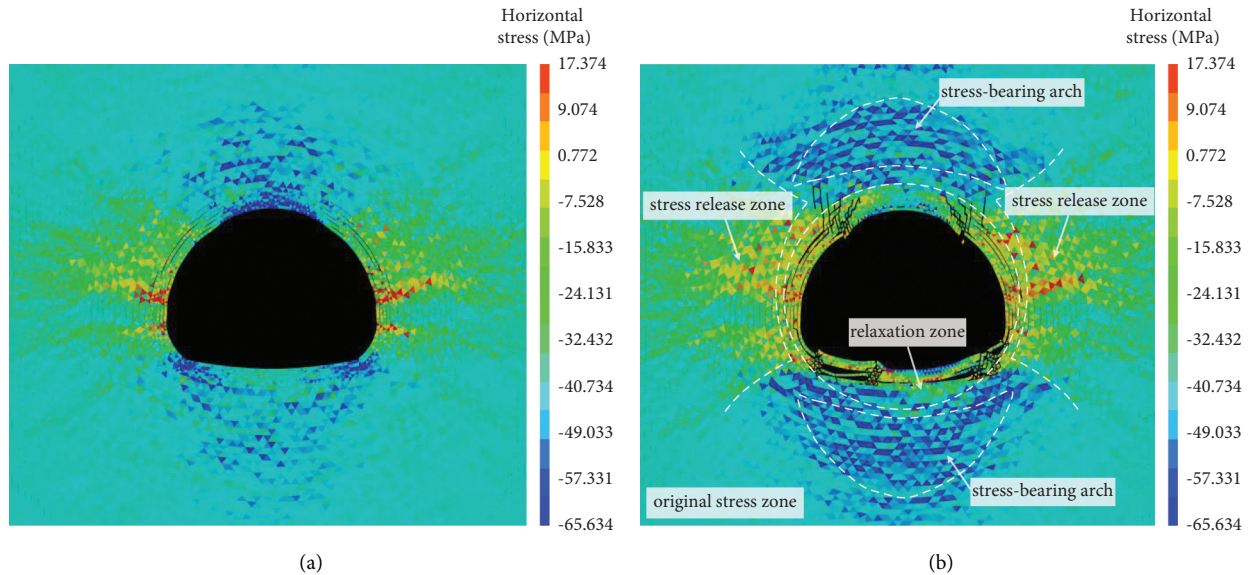 Horizontal
stress (MPa)
17.374
9.074
0.772
-7.528
-15.833
-24.131
-32.432
-40.734
-49.033
-57.331
-65.634
(a)
Horizontal
stress (MPa)
stress-bearing arch
stress release zone
stress release zone
relaxation zone
stress-bearing arch
original stress zone
17.374
9.074
0.772
-7.528
-15.833
-24.131
-32.432
-40.734
-49.033
-57.331
-65.634
(b)